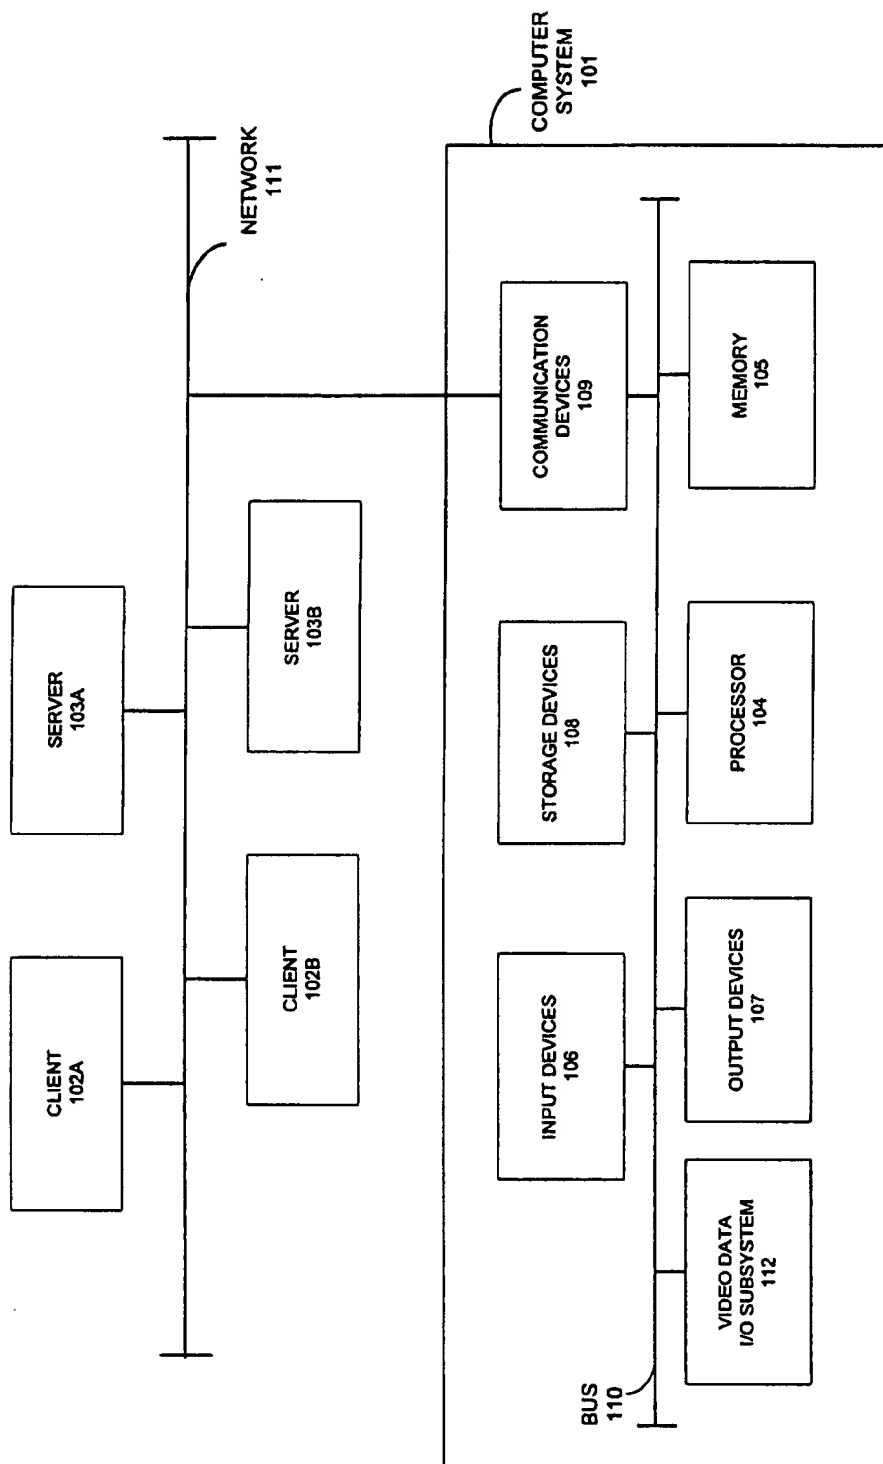 CLIENT
102A
SERVER
103A
CLIENT
102B
SERVER
103B
NETWORK
111
COMPUTER
SYSTEM
101
INPUT DEVICES
106
STORAGE DEVICES
108
COMMUNICATION
DEVICES
109
BUS
110
VIDEO DATA
I/O SUBSYSTEM
112
OUTPUT DEVICES
107
PROCESSOR
104
MEMORY
105